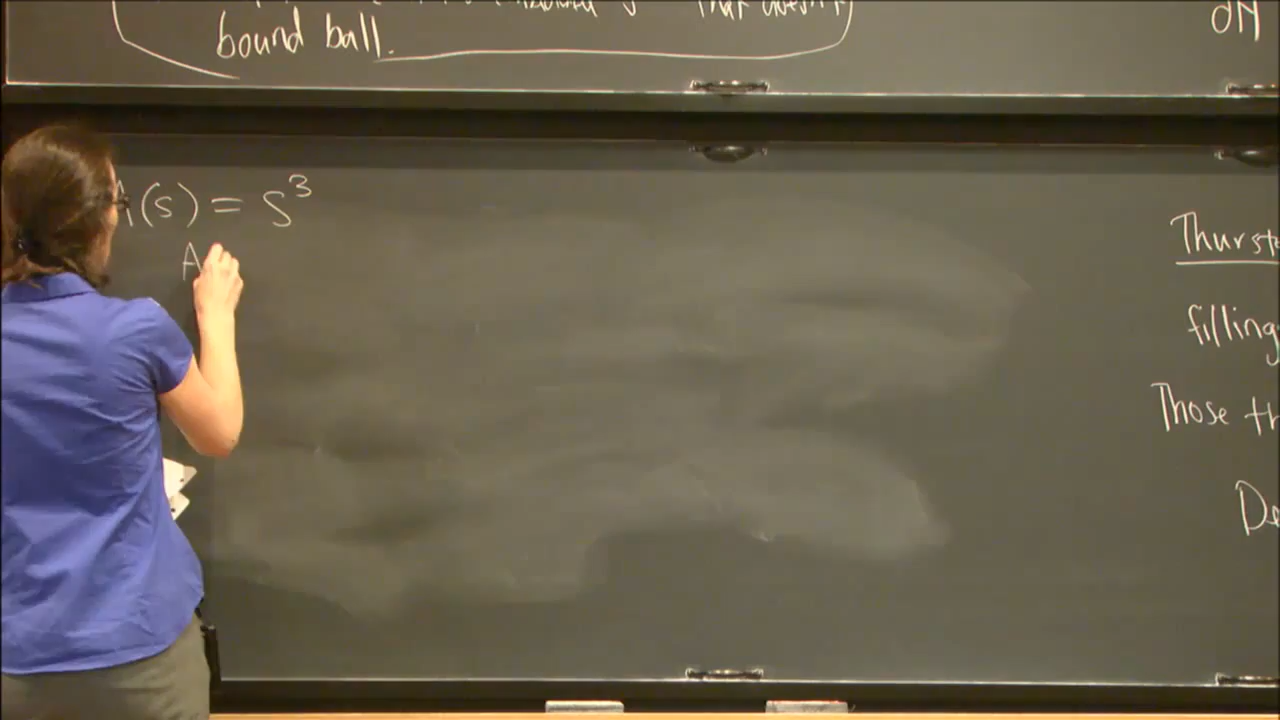 bound ball.
∂N
(s) = S³
A
Thurst
filling
Those th
De